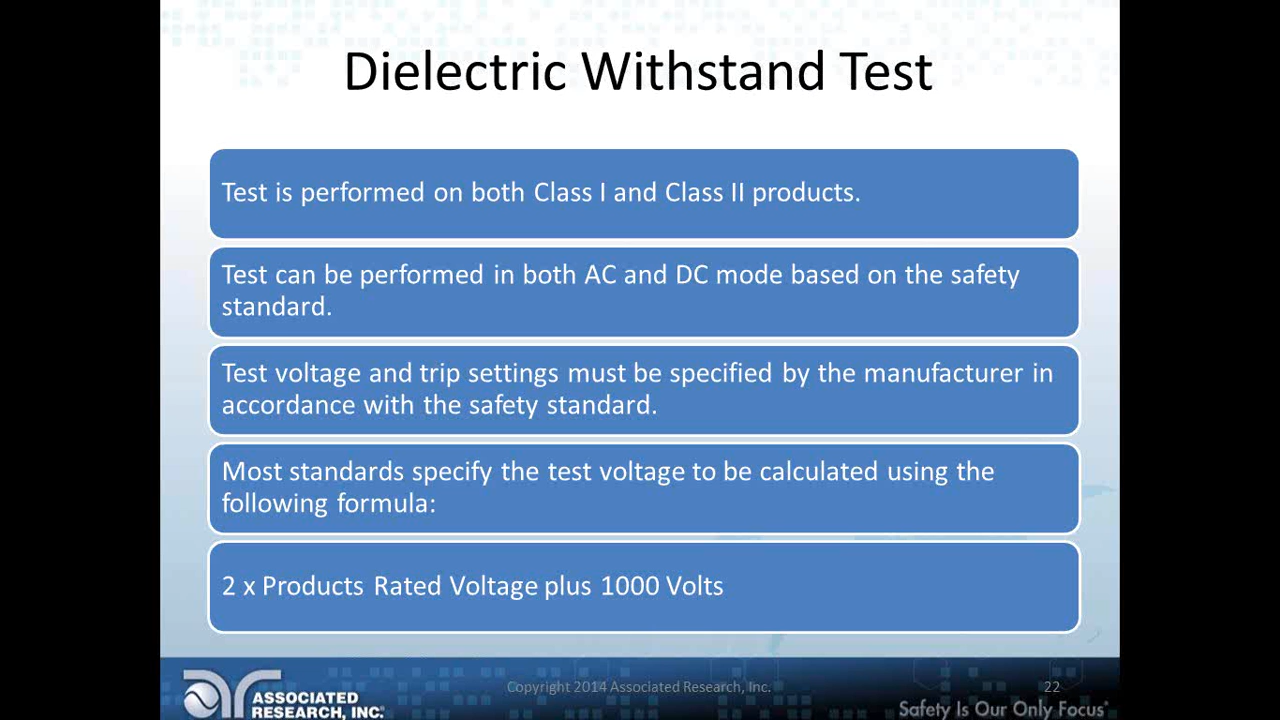 Dielectric Withstand Test
Test is performed on both Class I and Class II products.
Test can be performed in both AC and DC mode based on the safety
standard.
Test voltage and trip settings must be specified by the manufacturer in
accordance with the safety standard.
Most standards specify the test voltage to be calculated using the
following formula:
2 x Products Rated Voltage plus 1000 Volts
ASSOCIATED
RESEARCH, INC.
Copyright 2014 Associated Research, Inc.
22
Safety Is Our Only Focus